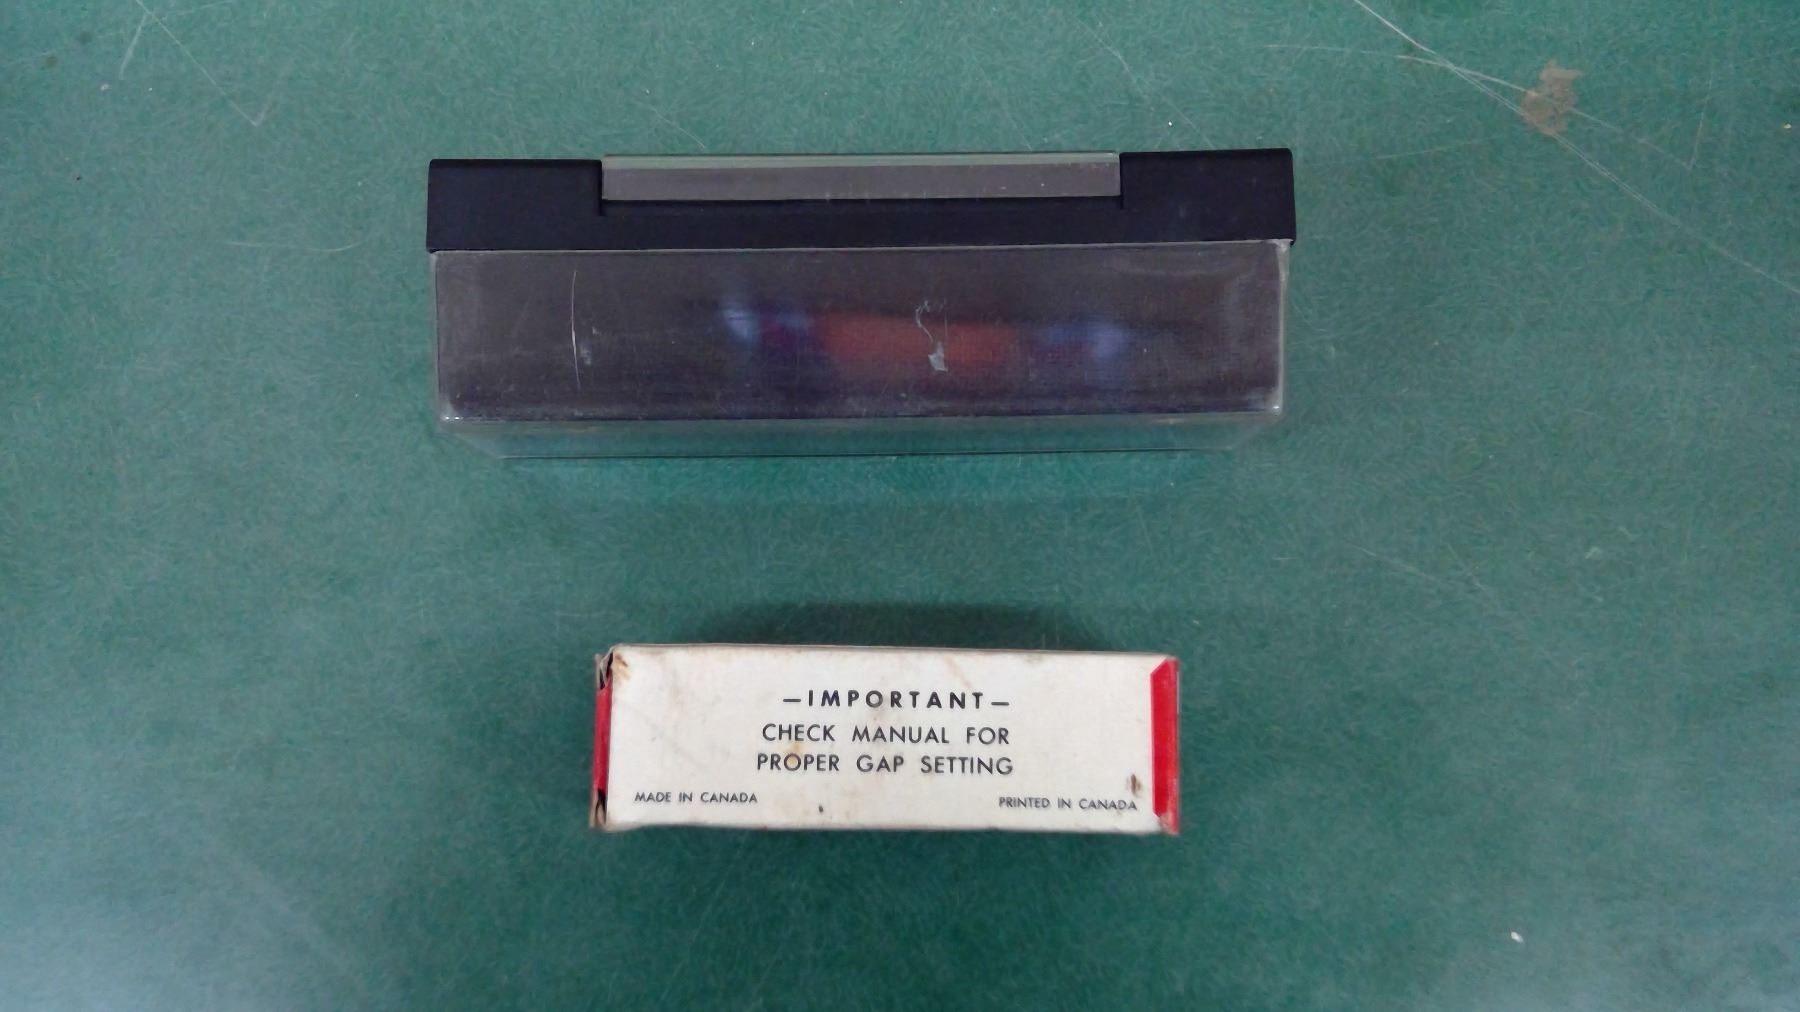 —IMPORTANT—
CHECK MANUAL FOR
PROPER GAP SETTING
MADE IN CANADA
PRINTED IN CANADA